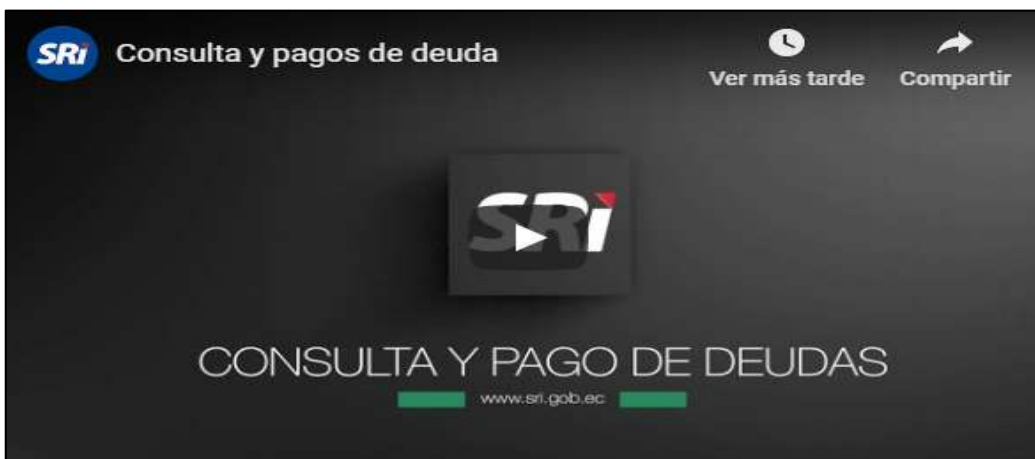 SRi
Consulta y pagos de deuda
Ver más tarde
Compartir
SRi
CONSULTA Y PAGO DE DEUDAS
www.sri.gob.ec